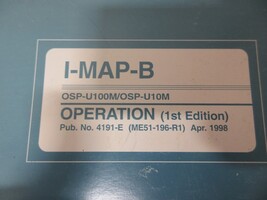 I-MAP-B
OSP-U100M/OSP-U10M
OPERATION (1st Edition)
Pub. No. 4191-E (ME51-196-R1) Apr. 1998